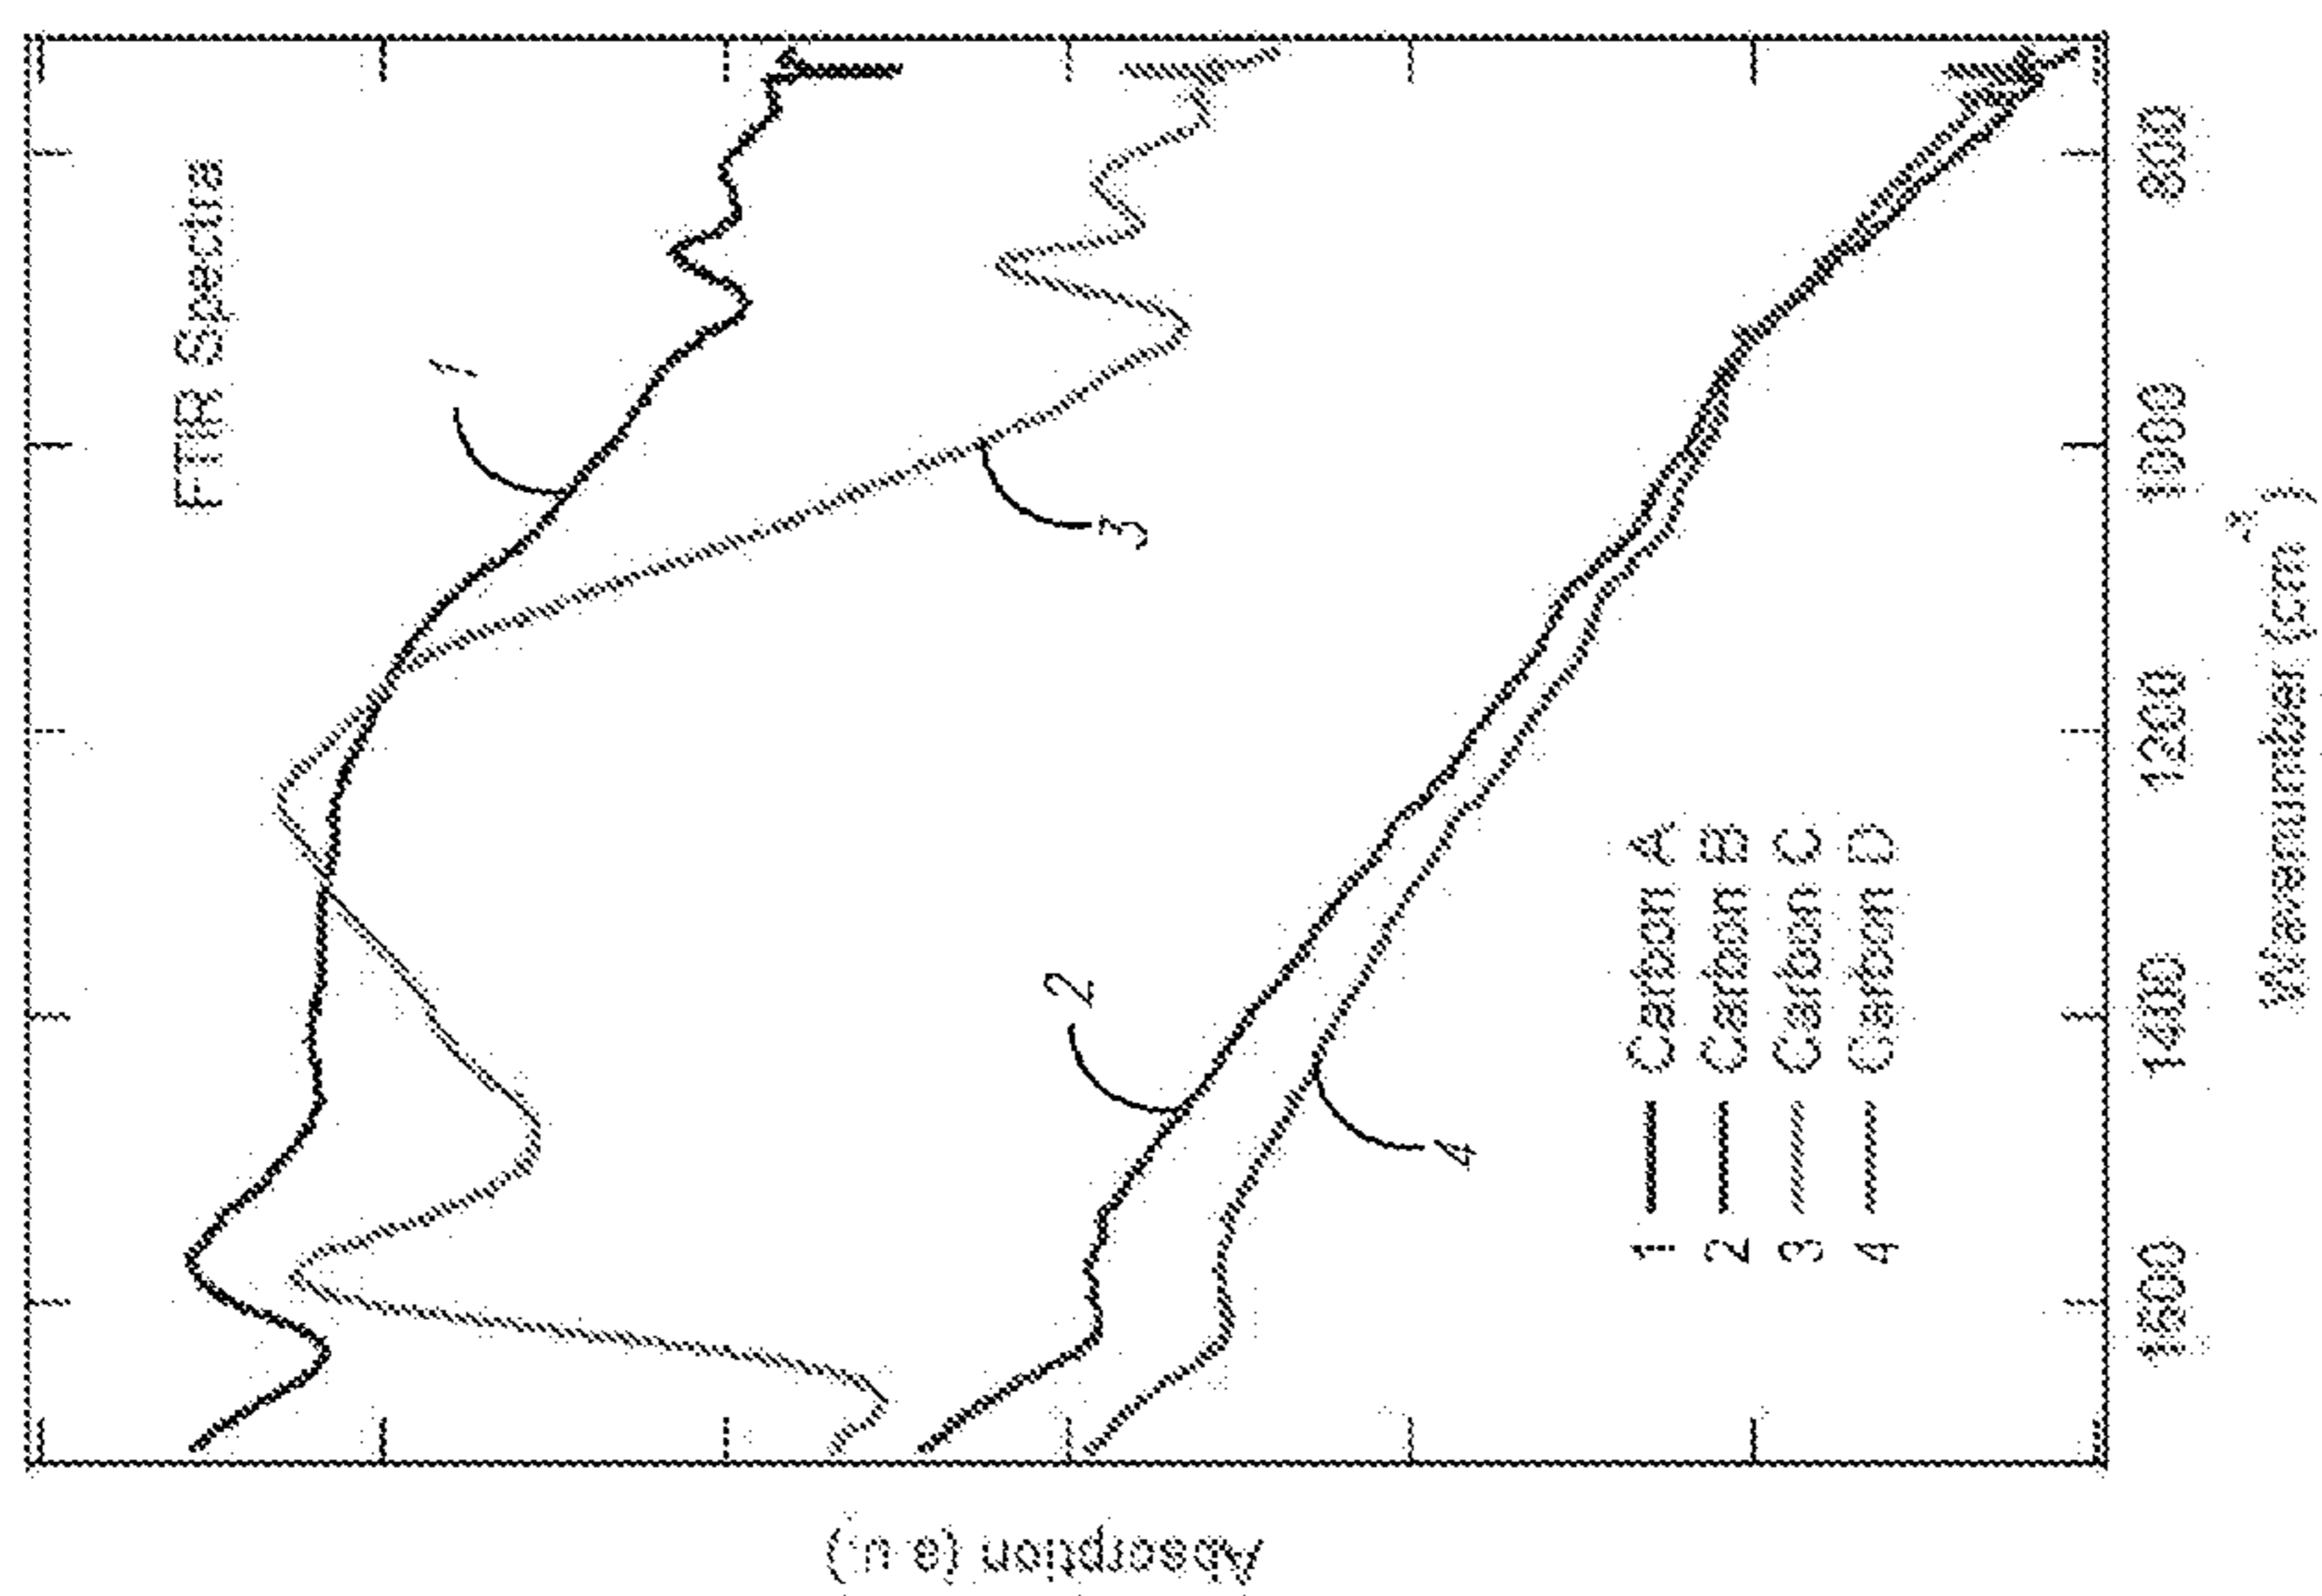 FTIR Spectra
1
3
2
4
1 Carbon A
2 Carbon B
3 Carbon C
4 Carbon D
1600 1400 1200 1000 800
Wavenumber (cm⁻¹)
Absorption (a.u.)